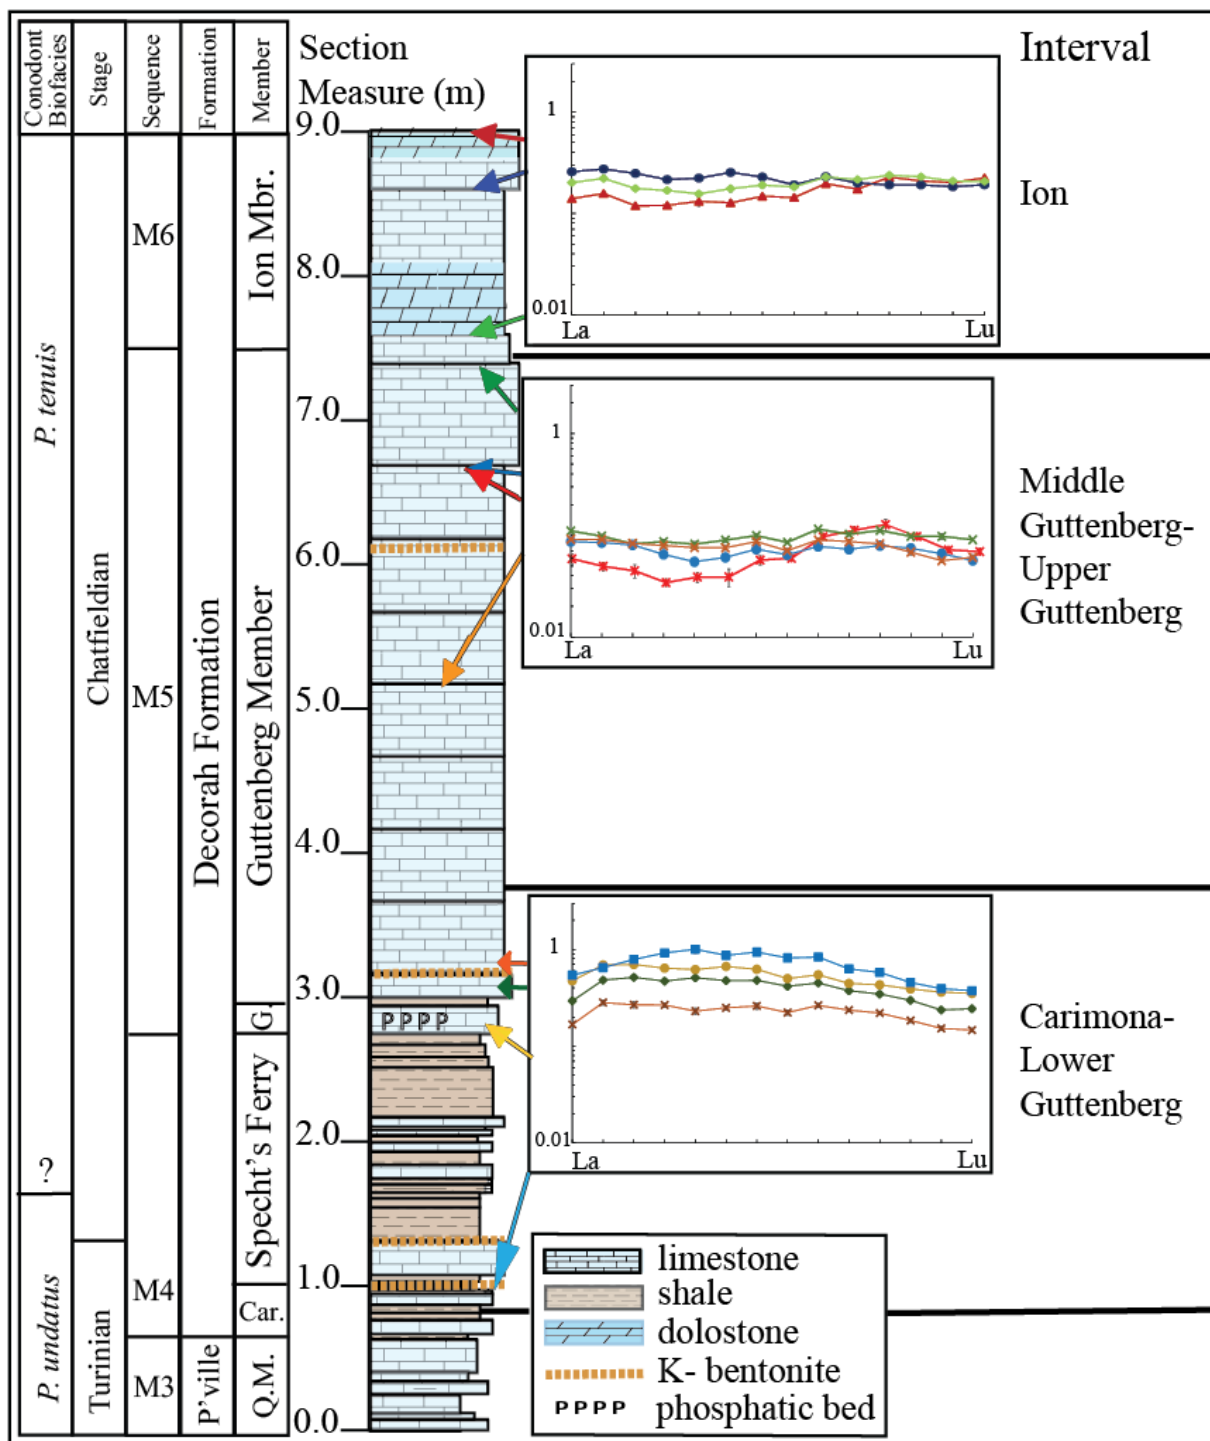 Conodont
Biofacies
Stage
Sequence
Formation
Member
Section
Measure (m)
Interval
9.0
8.0
7.0
6.0
5.0
4.0
3.0
2.0
1.0
0.0
P. tenuis
?
P. undatus
Chatfieldian
Turinian
M6
M5
M4
M3
Decorah Formation
P'ville
Ion Mbr.
Guttenberg Member
G.
Specht's Ferry
Car.
Q.M.
PPPP
1
0.01
La
Lu
Ion
1
0.01
La
Lu
Middle
Guttenberg-
Upper
Guttenberg
1
0.01
La
Lu
Carimona-
Lower
Guttenberg
limestone
shale
dolostone
K- bentonite
PPPP phosphatic bed